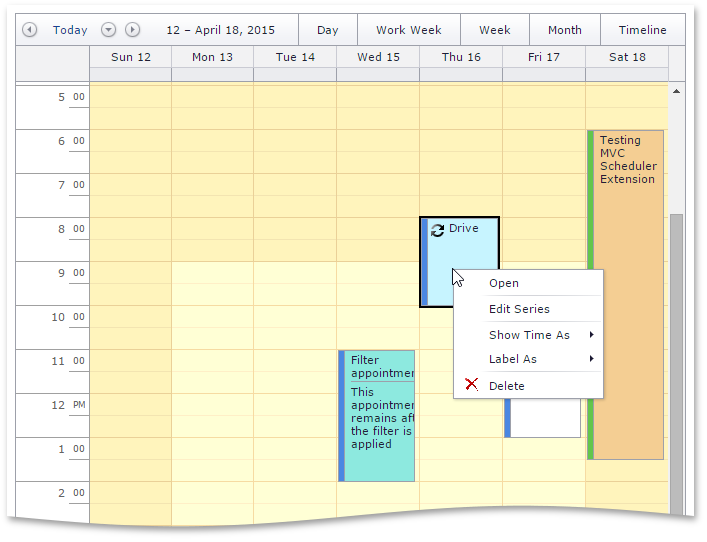 Today 12 – April 18, 2015 Day Work Week Week Month Timeline
Sun 12 Mon 13 Tue 14 Wed 15 Thu 16 Fri 17 Sat 18
5 00
6 00
7 00
8 00
9 00
10 00
11 00
12 PM
1 00
2 00
Testing
MVC
Scheduler
Extension
Drive
Open
Edit Series
Show Time As
Label As
Delete
Filter
appointmen
This
appointmen
remains aft
the filter is
applied